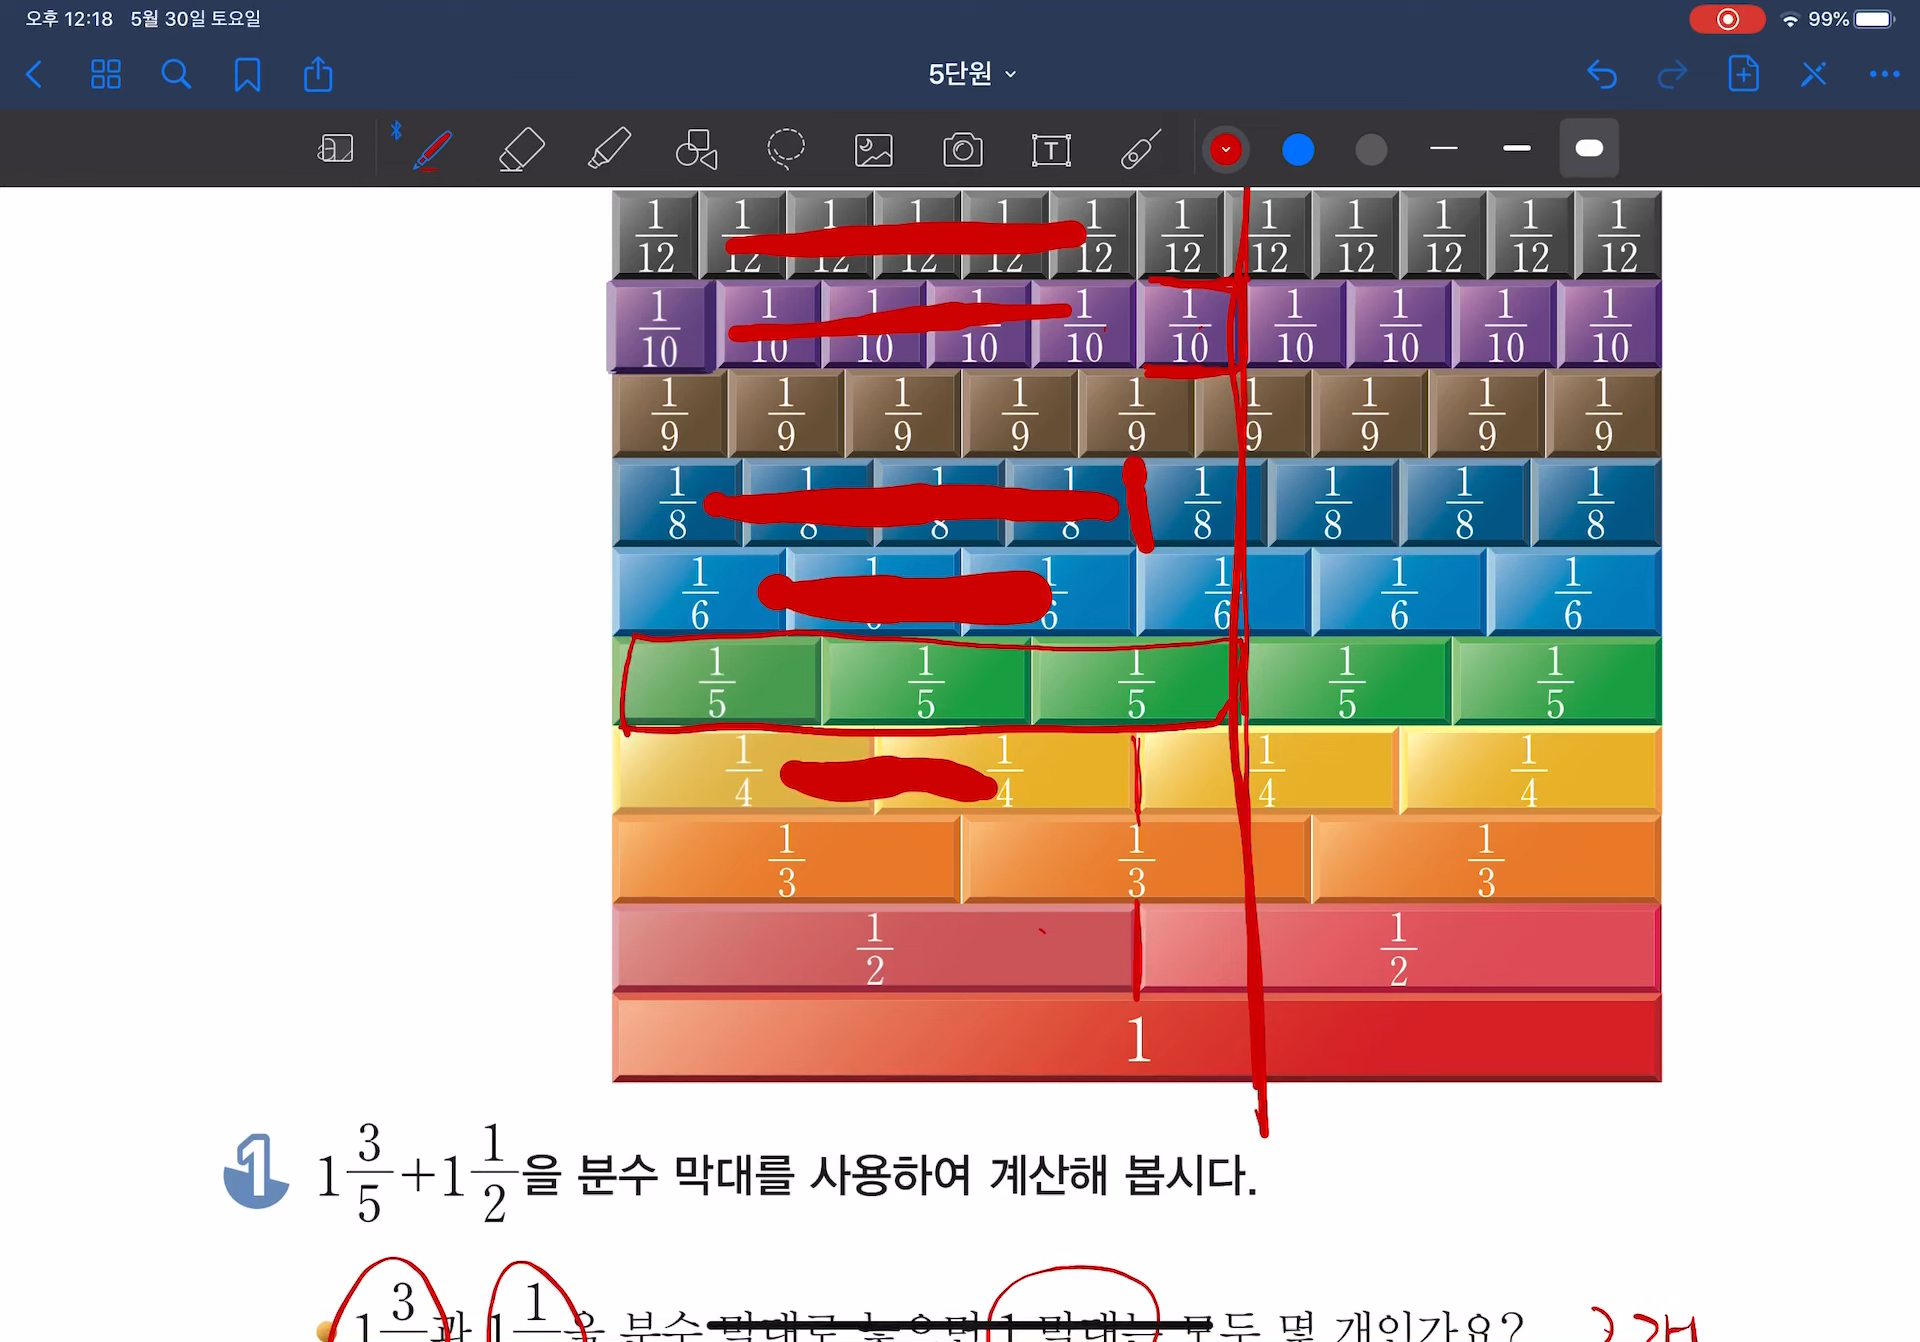 오후 12:18 5월 30일 토요일 99%
5단원
1/12 1/12 1/12 1/12 1/12 1/12 1/12 1/12 1/12 1/12 1/12 1/12
1/10 1/10 1/10 1/10 1/10 1/10 1/10 1/10 1/10 1/10
1/9 1/9 1/9 1/9 1/9 1/9 1/9 1/9 1/9
1/8 1/8 1/8 1/8 1/8 1/8 1/8 1/8
1/6 1/6 1/6 1/6 1/6
1/5 1/5 1/5 1/5 1/5
1/4 1/4 1/4 1/4
1/3 1/3 1/3
1/2 1/2
1
1 1 3/5 + 1 1/2을 분수 막대를 사용하여 계산해 봅시다.